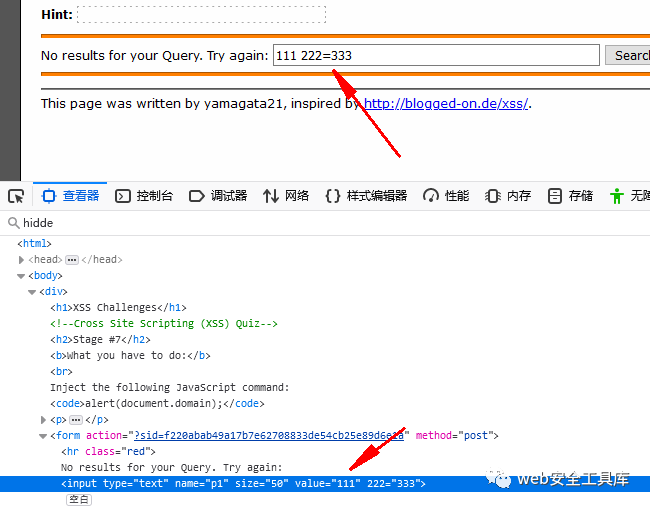 Hint:
No results for your Query. Try again: 111 222=333 Search
This page was written by yamagata21, inspired by http://blogged-on.de/xss/.
查看器 控制台 调试器 网络 样式编辑器 性能 内存 存储 无障
hidde
<html>
<head> ••• </head>
<body>
<div>
<h1>XSS Challenges</h1>
<!--Cross Site Scripting (XSS) Quiz-->
<h2>Stage #7</h2>
<b>What you have to do:</b>
<br>
Inject the following JavaScript command:
<code>alert(document.domain);</code>
<p> ••• </p>
<form action="?sid=f220abab49a17b7e62708833de54cb25e89d6e1a" method="post">
<hr class="red">
No results for your Query. Try again:
<input type="text" name="p1" size="50" value="111" 222="333">
空白
web安全工具库